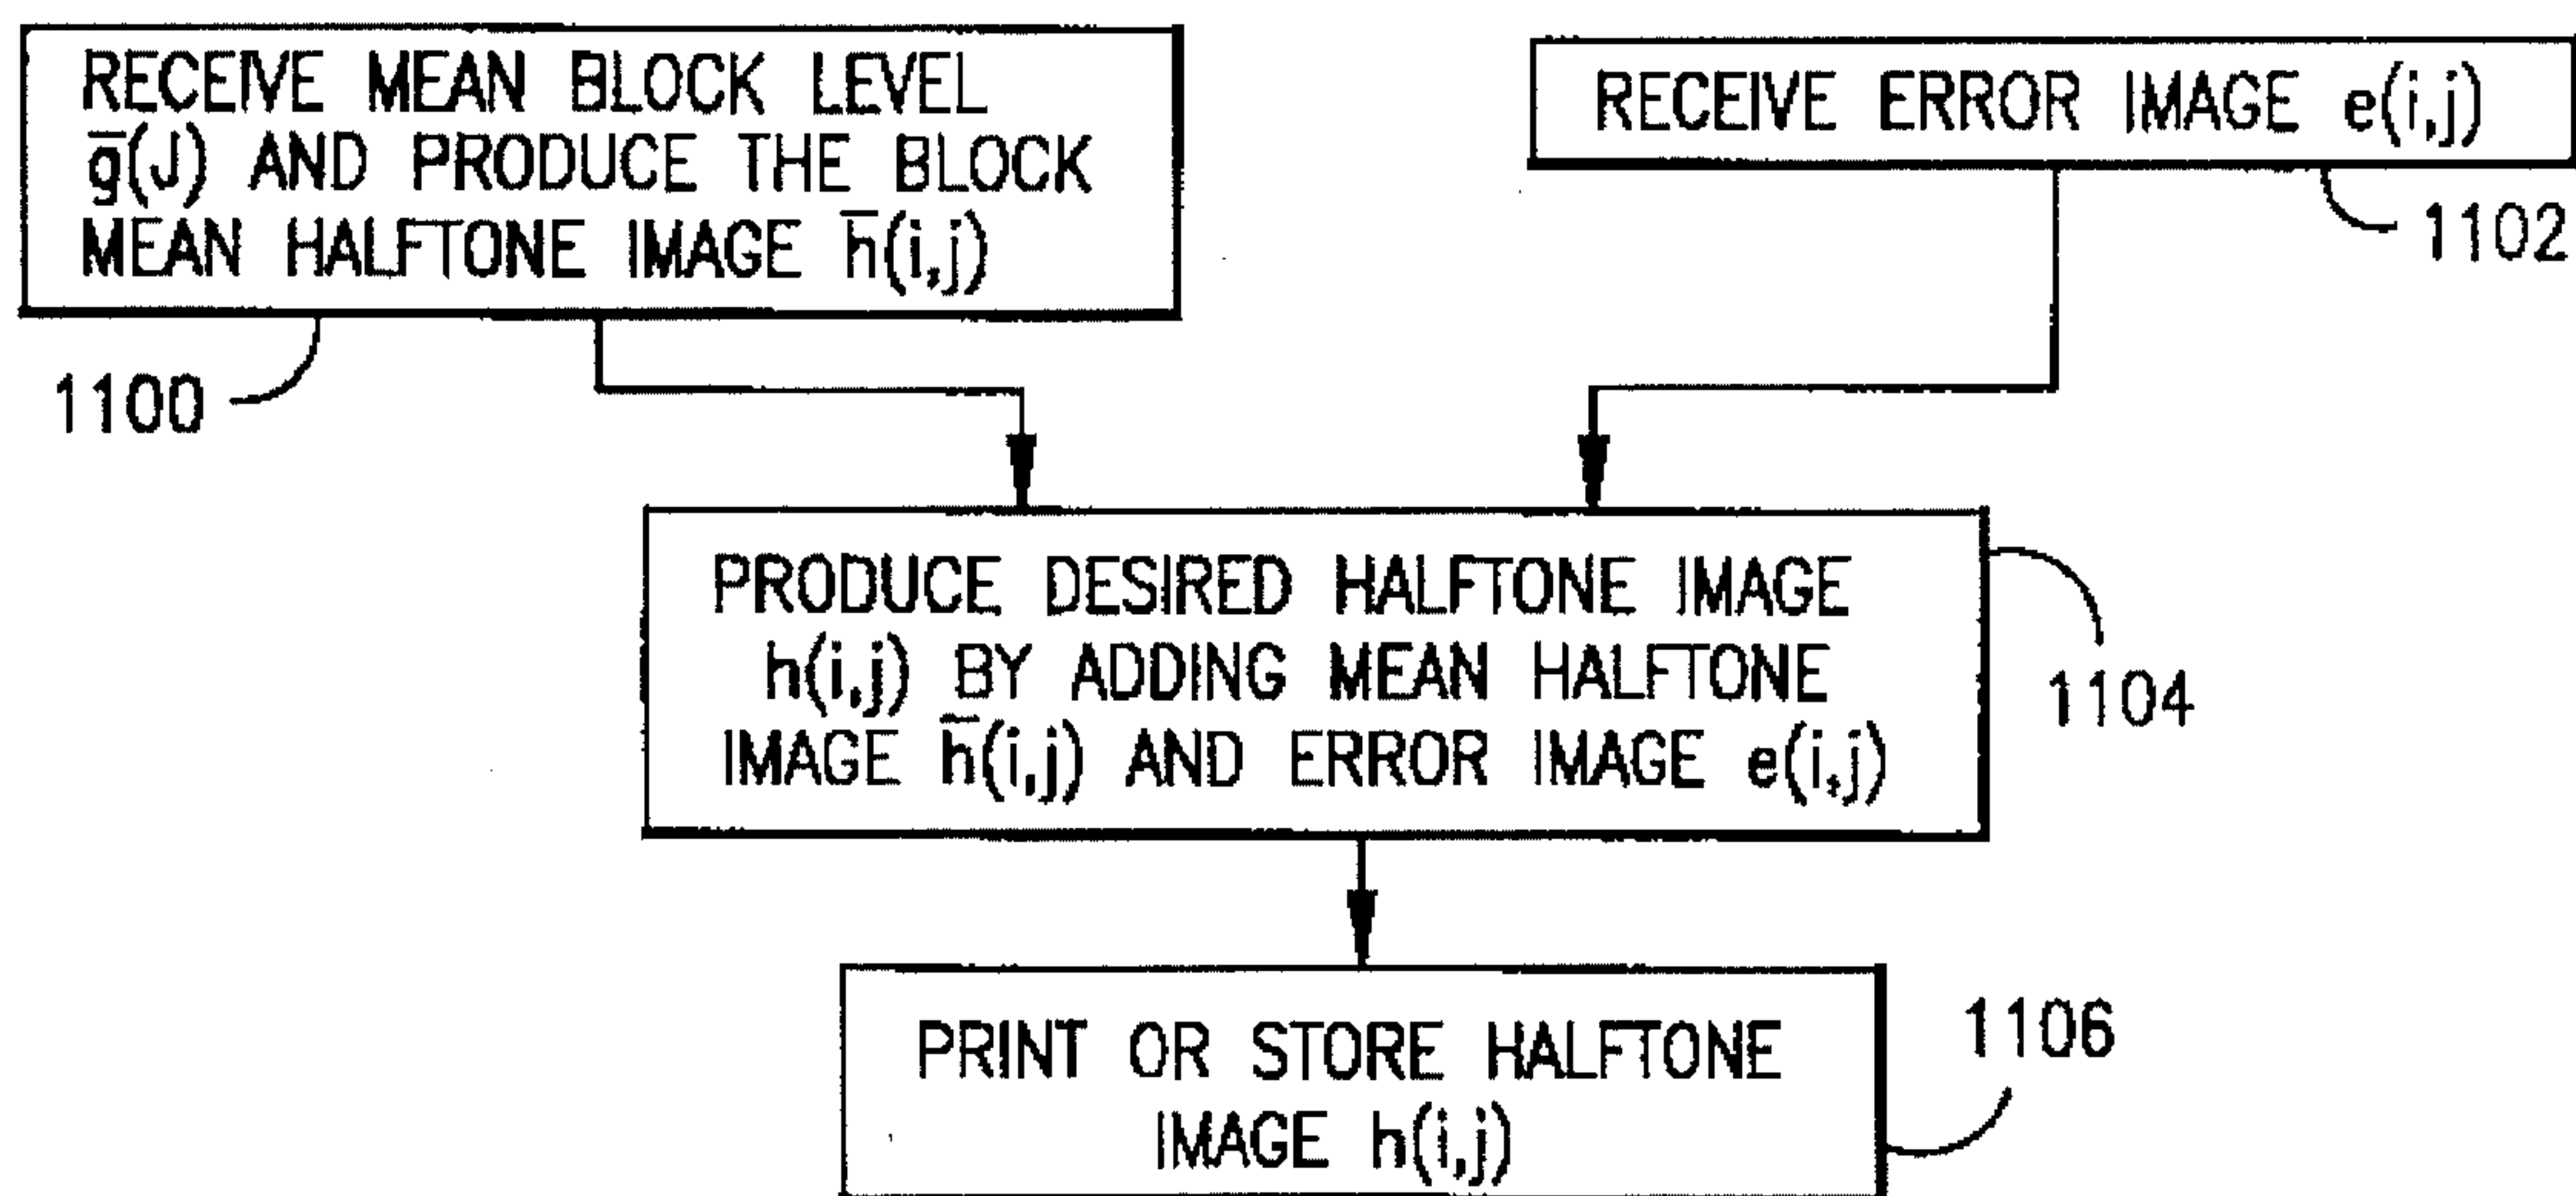 RECEIVE MEAN BLOCK LEVEL
g̅(J) AND PRODUCE THE BLOCK
MEAN HALFTONE IMAGE h̅(i,j)
1100
RECEIVE ERROR IMAGE e(i,j)
1102
PRODUCE DESIRED HALFTONE IMAGE
h(i,j) BY ADDING MEAN HALFTONE
IMAGE h̅(i,j) AND ERROR IMAGE e(i,j)
1104
PRINT OR STORE HALFTONE
IMAGE h(i,j)
1106